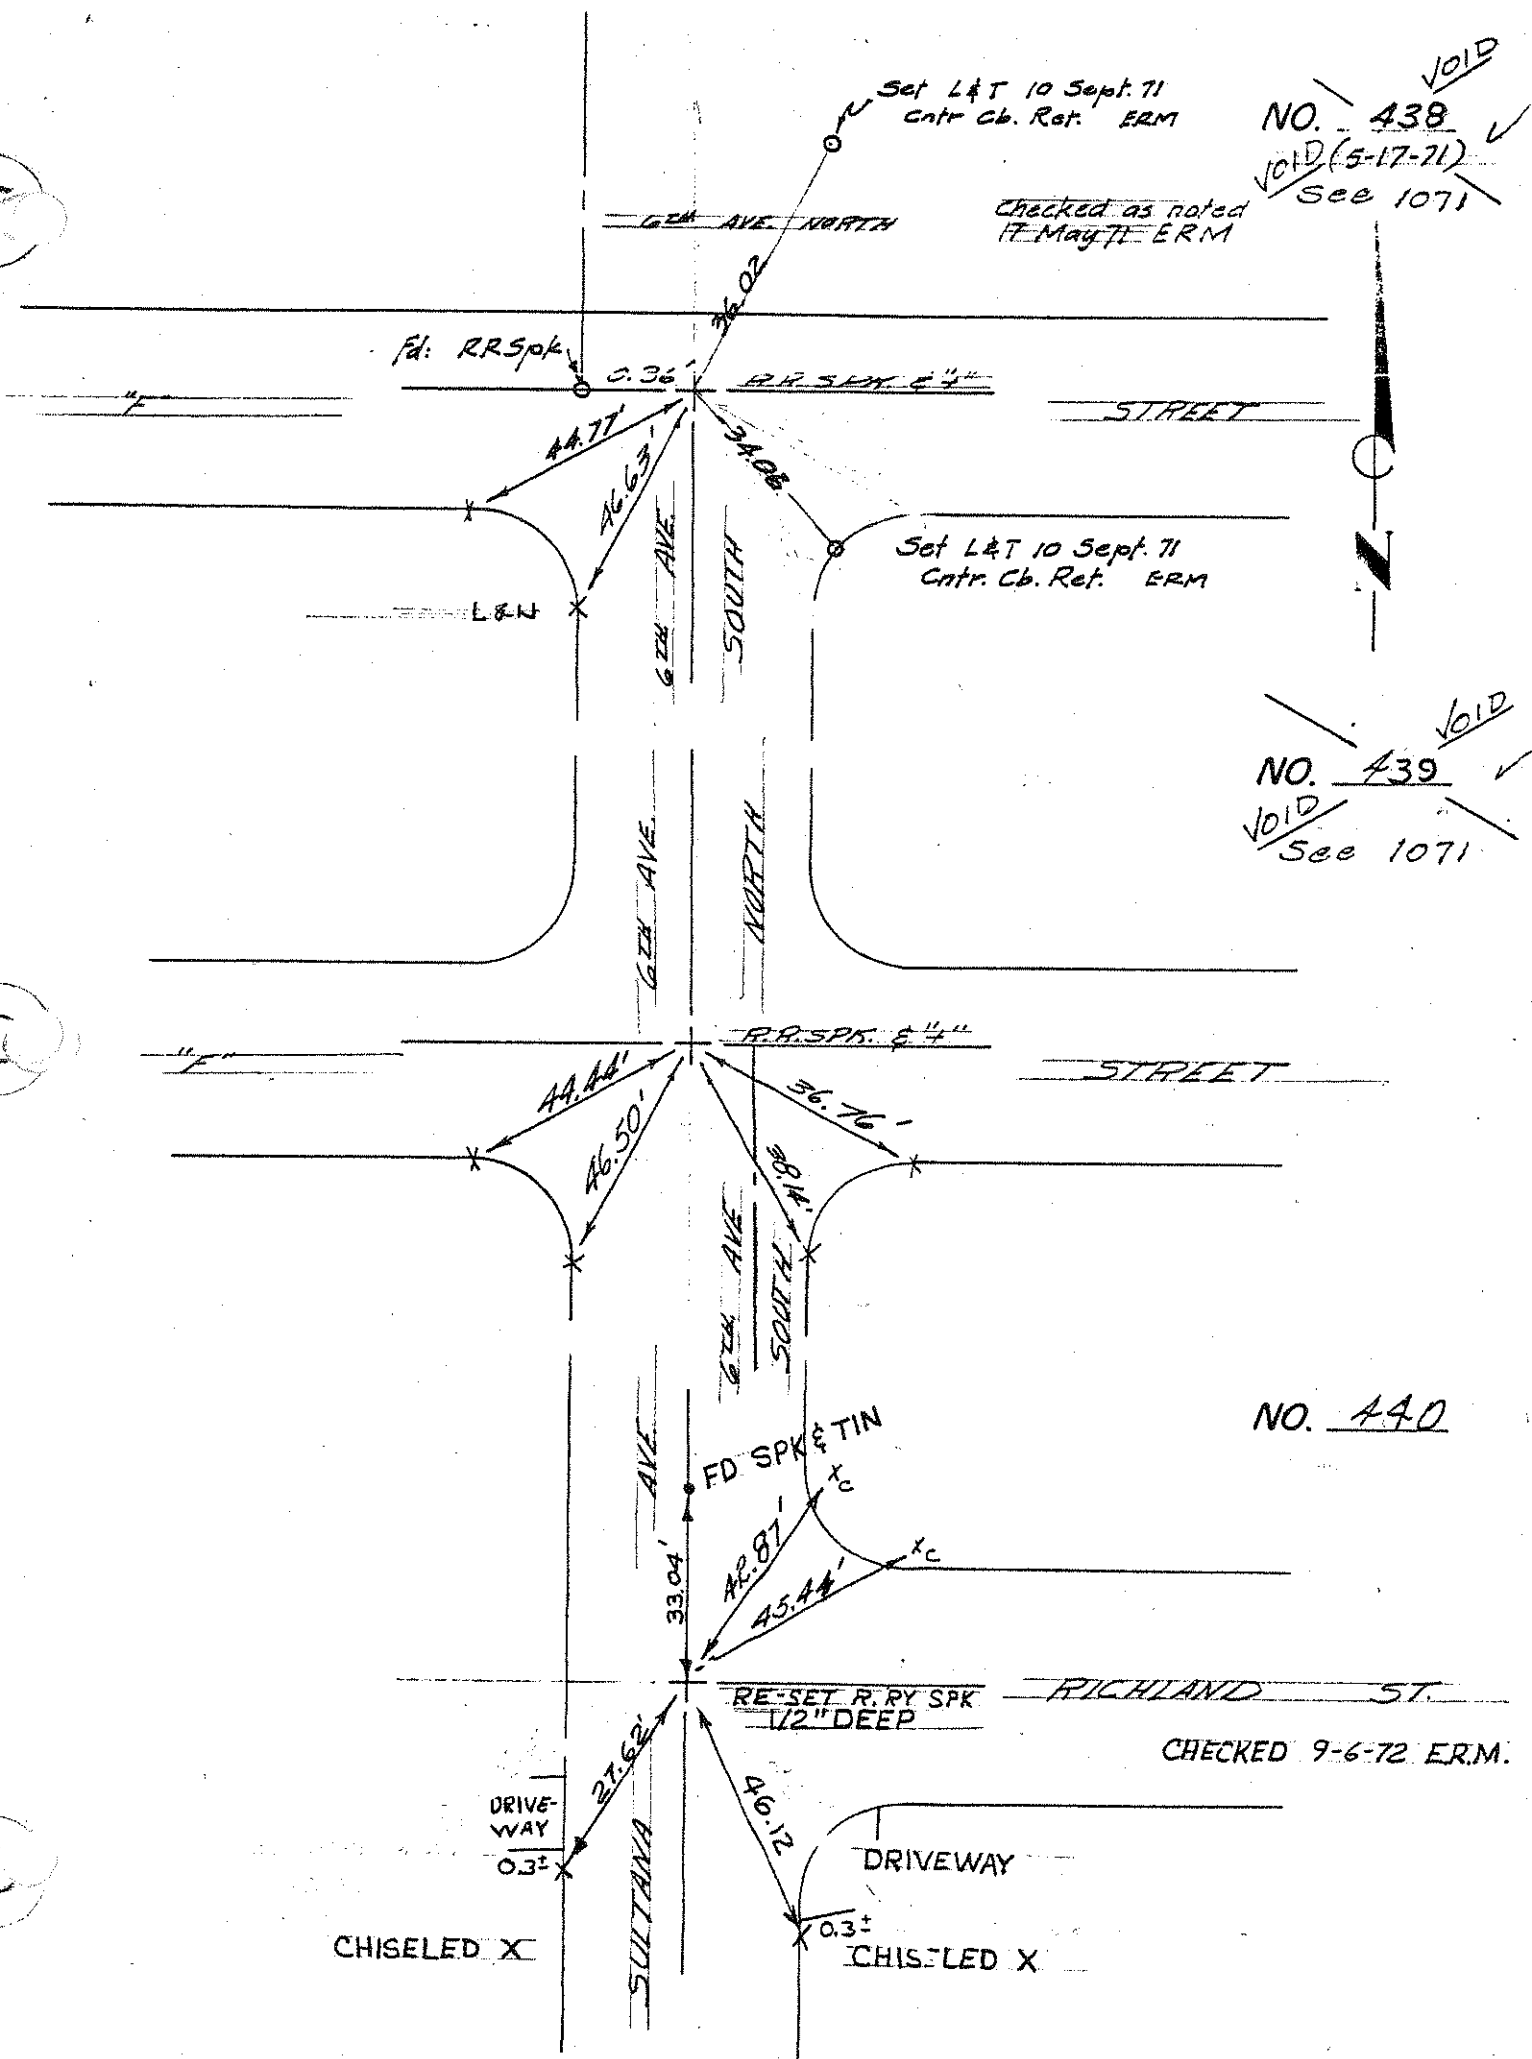 VOID
NO. 438 ✓
VOID (5-17-71)
See 1071
Set L&T 10 Sept. 71
Cntr Cb. Ret. ERM
6TH AVE. NORTH
Checked as noted
17 May 71 ERM
36.02
Fd: RRSpk
0.36'
R.R. SPK. & "+"
"F"
STREET
44.77'
46.63'
34.08
N
Set L&T 10 Sept. 71
Cntr. Cb. Ret. ERM
L&N
6TH AVE.
SOUTH
VOID
NO. 439 ✓
VOID
See 1071
6TH AVE.
NORTH
"F"
R.R. SPK. & "+"
STREET
44.44'
46.50'
36.76'
6TH AVE
SOUTH
NO. 440
AVE
FD SPK & TIN
X C
X C
33.04'
42.87'
45.44'
RE-SET R.RY SPK
1/2" DEEP
RICHLAND ST.
CHECKED 9-6-72 E.R.M.
27.62'
46.12
DRIVE-
WAY
0.3±
DRIVEWAY
0.3±
SULTANA
CHISELED X
CHISELED X